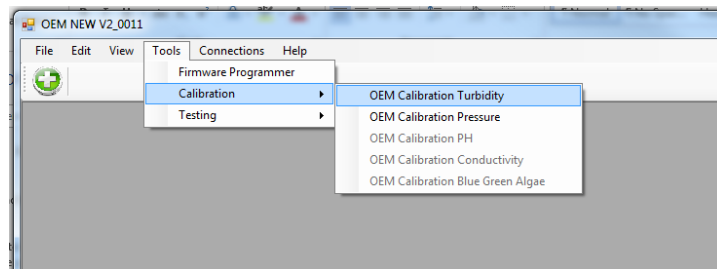 OEM NEW V2_0011
File Edit View Tools Connections Help
Firmware Programmer
Calibration
Testing
OEM Calibration Turbidity
OEM Calibration Pressure
OEM Calibration PH
OEM Calibration Conductivity
OEM Calibration Blue Green Algae